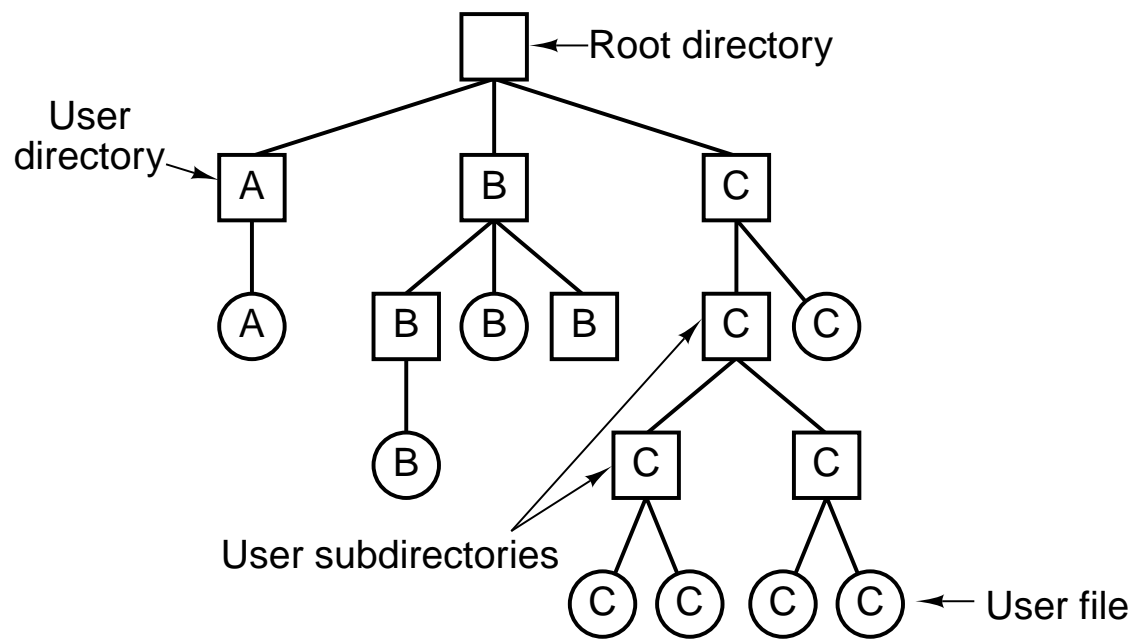 Root directory
User
directory
A
B
C
A
B
B
B
C
C
B
C
C
User subdirectories
C
C
C
C
User file